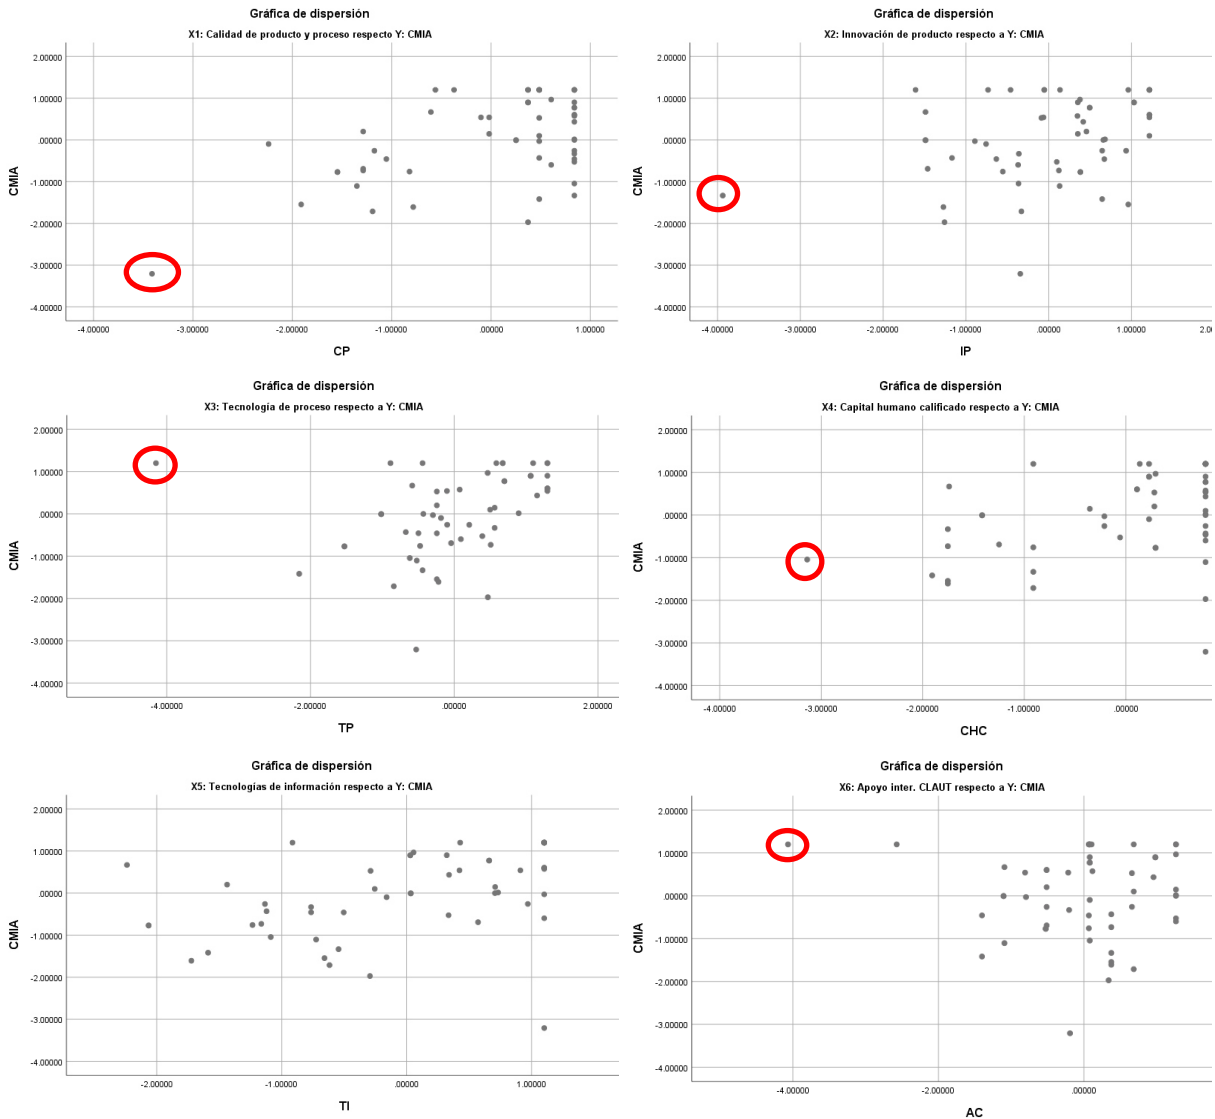 Gráfica de dispersión
X1: Calidad de producto y proceso respecto Y: CMIA
2.00000
1.00000
.00000
-1.00000
-2.00000
-3.00000
-4.00000
CMIA
-4.00000 -3.00000 -2.00000 -1.00000 .00000 1.00000
CP
Gráfica de dispersión
X2: Innovación de producto respecto a Y: CMIA
2.00000
1.00000
.00000
-1.00000
-2.00000
-3.00000
-4.00000
CMIA
-4.00000 -3.00000 -2.00000 -1.00000 .00000 1.00000 2.00
IP
Gráfica de dispersión
X3: Tecnología de proceso respecto a Y: CMIA
2.00000
1.00000
.00000
-1.00000
-2.00000
-3.00000
-4.00000
CMIA
-4.00000 -2.00000 .00000 2.00000
TP
Gráfica de dispersión
X4: Capital humano calificado respecto a Y: CMIA
2.00000
1.00000
.00000
-1.00000
-2.00000
-3.00000
-4.00000
CMIA
-4.00000 -3.00000 -2.00000 -1.00000 .00000
CHC
Gráfica de dispersión
X5: Tecnologías de información respecto a Y: CMIA
2.00000
1.00000
.00000
-1.00000
-2.00000
-3.00000
-4.00000
CMIA
-2.00000 -1.00000 .00000 1.00000
TI
Gráfica de dispersión
X6: Apoyo inter. CLAUT respecto a Y: CMIA
2.00000
1.00000
.00000
-1.00000
-2.00000
-3.00000
-4.00000
CMIA
-4.00000 -2.00000 .00000
AC